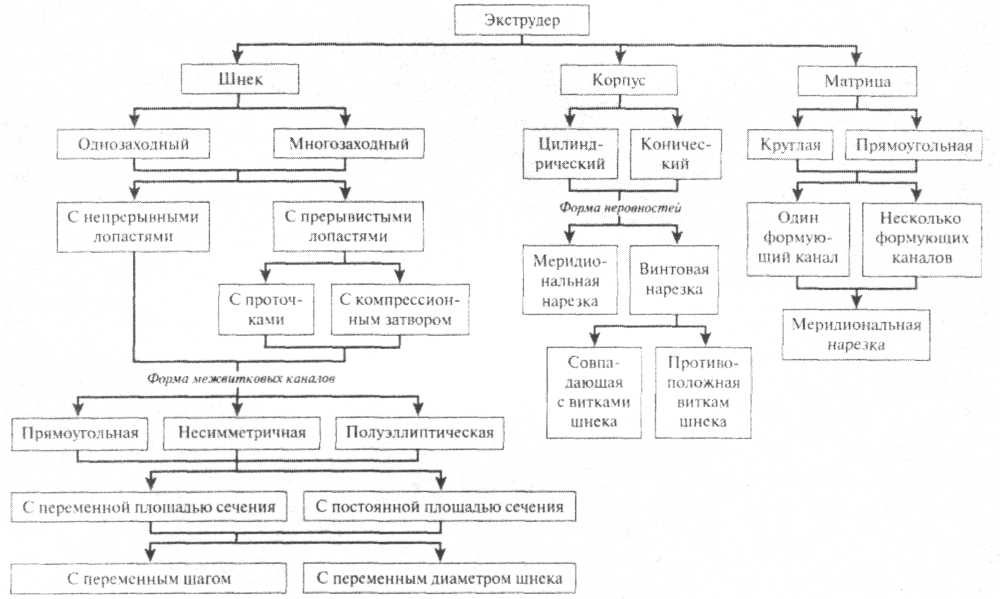 Экструдер
Шнек
Корпус
Матрица
Однозаходный
Многозаходный
Цилинд-
рический
Коничес-
кий
Круглая
Прямоугольная
С непрерывными
лопастями
С прерывистыми
лопастями
Форма неровностей
Один
формую-
ший канал
Несколько
формующих
каналов
Меридио-
нальная
нарезка
Винтовая
нарезка
С проточ-
ками
С компрессион-
ным затвором
Меридиональная
нарезка
Совпа-
дающая
с витками
шнека
Противо-
положная
виткам
шнека
Форма межвитковых каналов
Прямоугольная
Несимметричная
Полуэллиптическая
С переменной площадью сечения
С постоянной площадью сечения
С переменным шагом
С переменным диаметром шнека